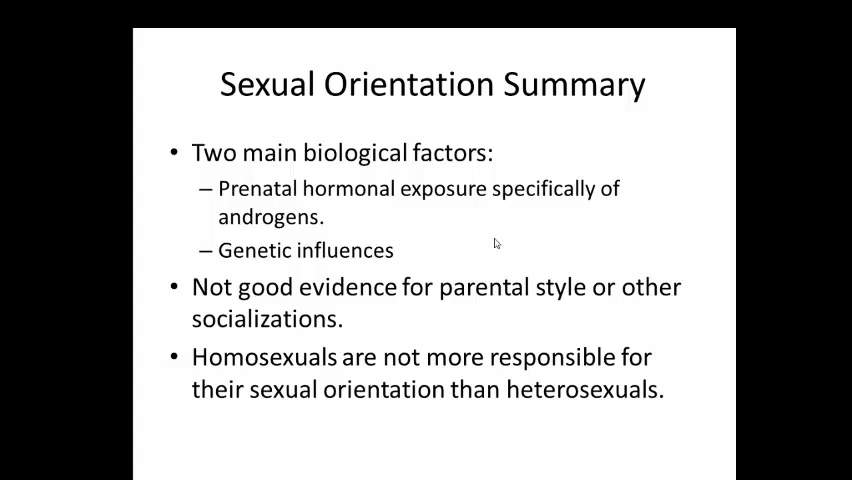 Sexual Orientation Summary
• Two main biological factors:
– Prenatal hormonal exposure specifically of
androgens.
– Genetic influences
• Not good evidence for parental style or other
socializations.
• Homosexuals are not more responsible for
their sexual orientation than heterosexuals.